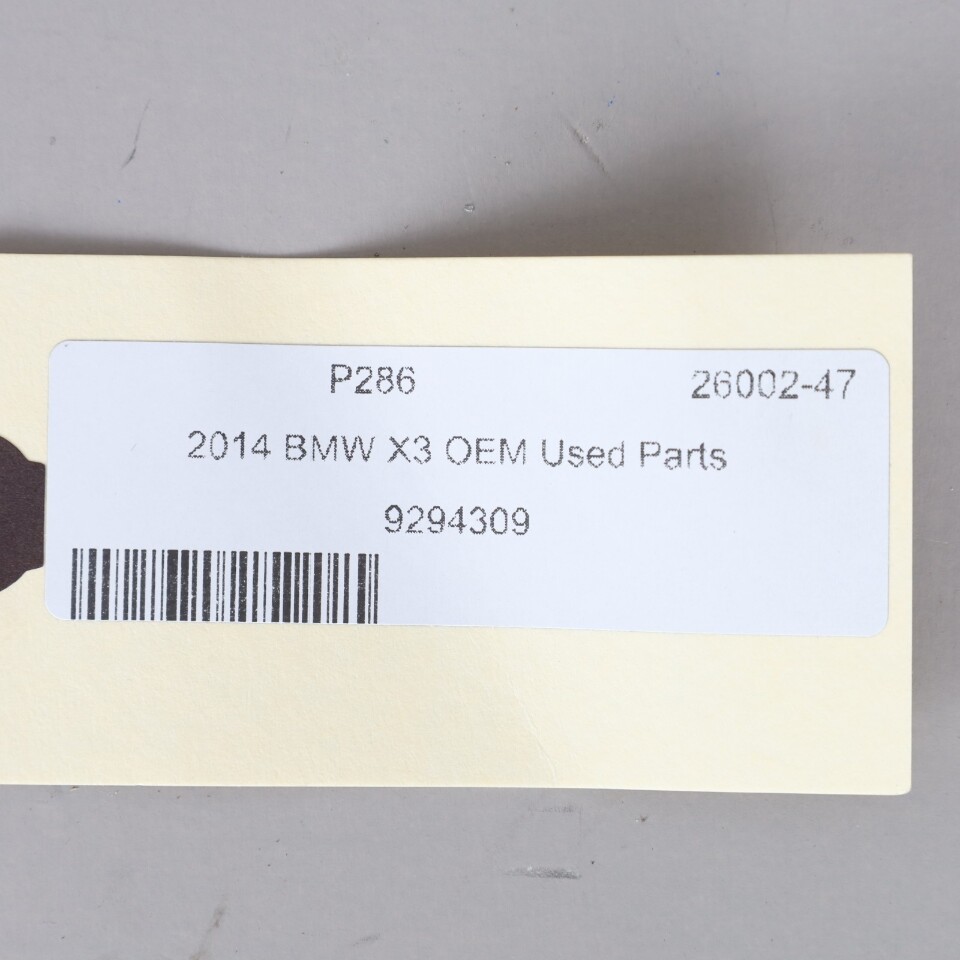 P286 26002-47
2014 BMW X3 OEM Used Parts
9294309